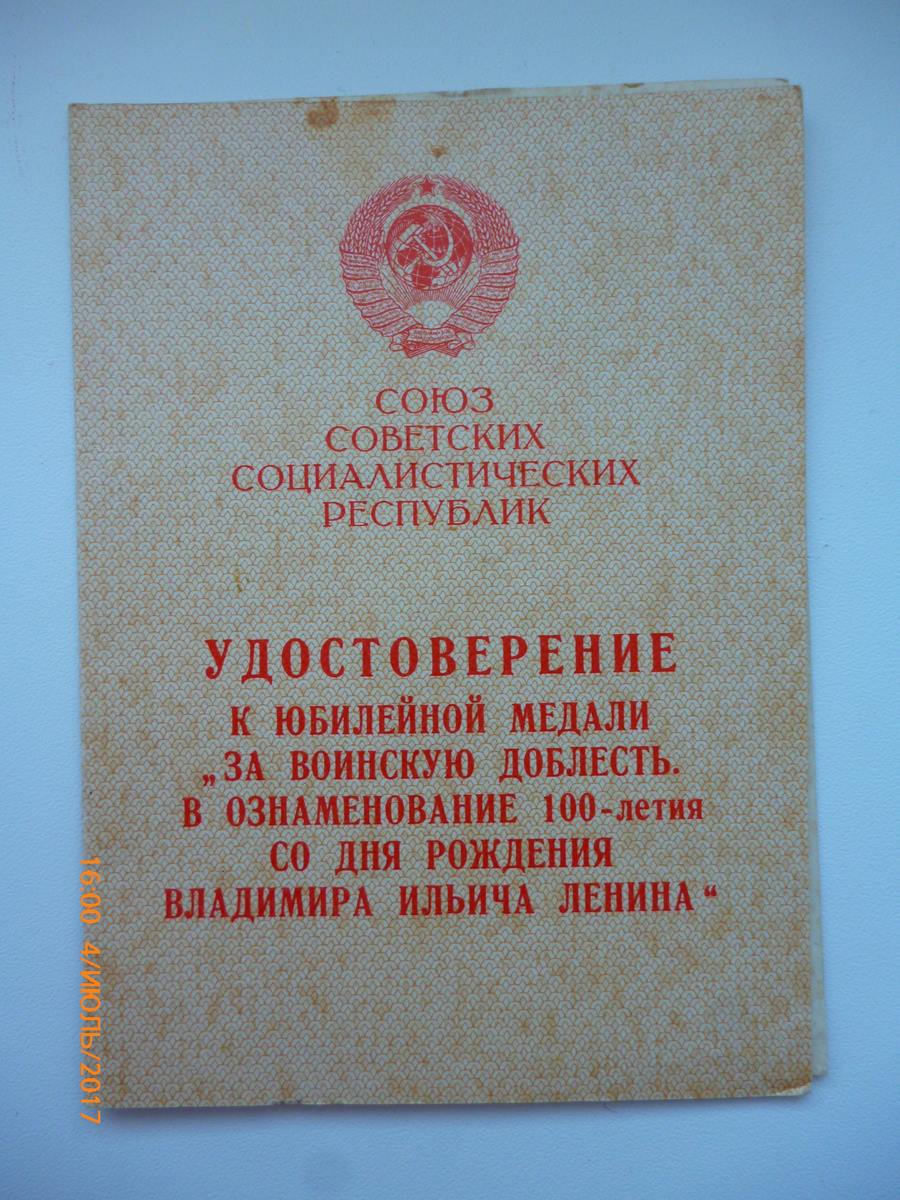 СОЮЗ
СОВЕТСКИХ
СОЦИАЛИСТИЧЕСКИХ
РЕСПУБЛИК
УДОСТОВЕРЕНИЕ
К ЮБИЛЕЙНОЙ МЕДАЛИ
„ЗА ВОИНСКУЮ ДОБЛЕСТЬ.
В ОЗНАМЕНОВАНИЕ 100-летия
СО ДНЯ РОЖДЕНИЯ
ВЛАДИМИРА ИЛЬИЧА ЛЕНИНА“
16:00 4/ИЮЛЬ/2017